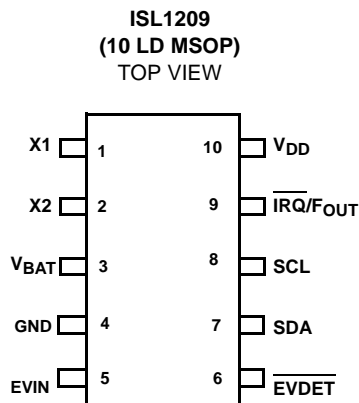 ISL1209
(10 LD MSOP)
TOP VIEW
X1 1 10 VDD
X2 2 9 IRQ/FOUT
VBAT 3 8 SCL
GND 4 7 SDA
EVIN 5 6 EVDET